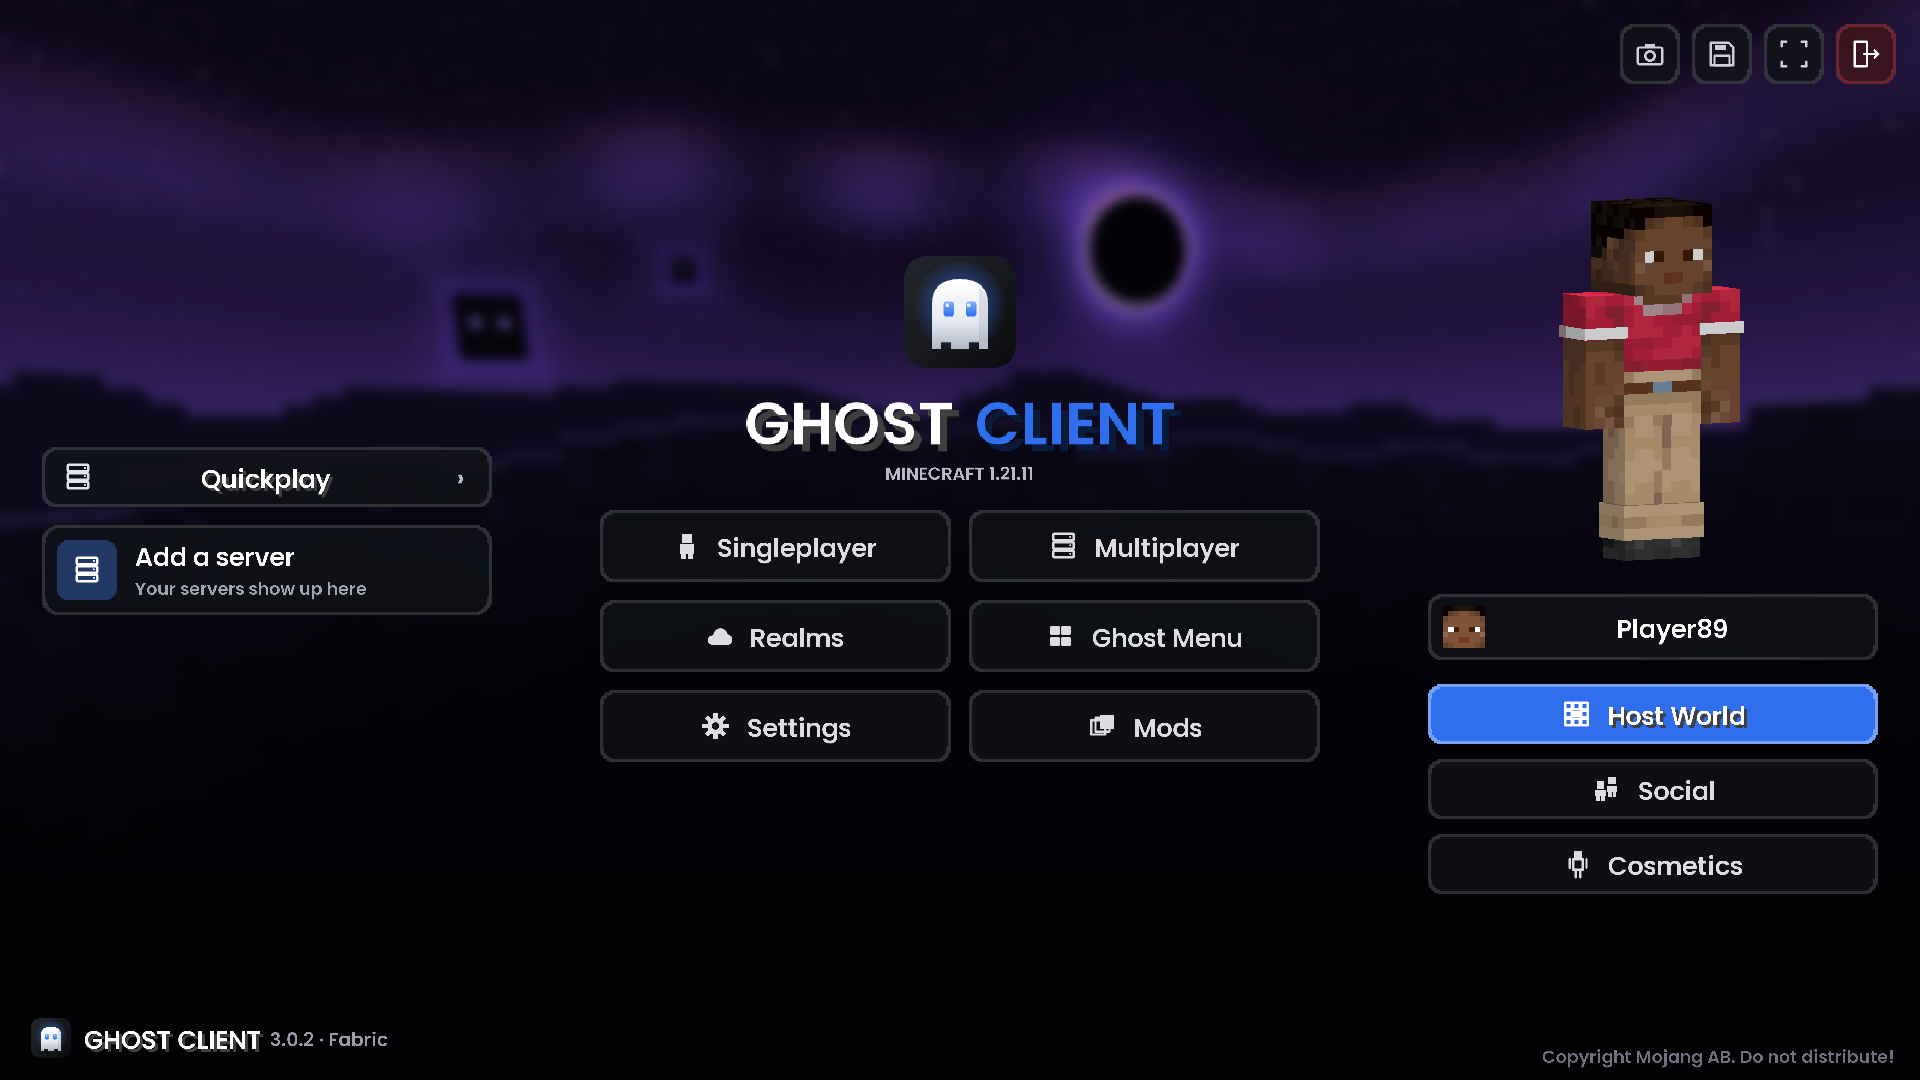 GHOST CLIENT
MINECRAFT 1.21.11
Quickplay
Add a server
Your servers show up here
Singleplayer
Multiplayer
Realms
Ghost Menu
Settings
Mods
Player89
Host World
Social
Cosmetics
GHOST CLIENT 3.0.2 · Fabric
Copyright Mojang AB. Do not distribute!